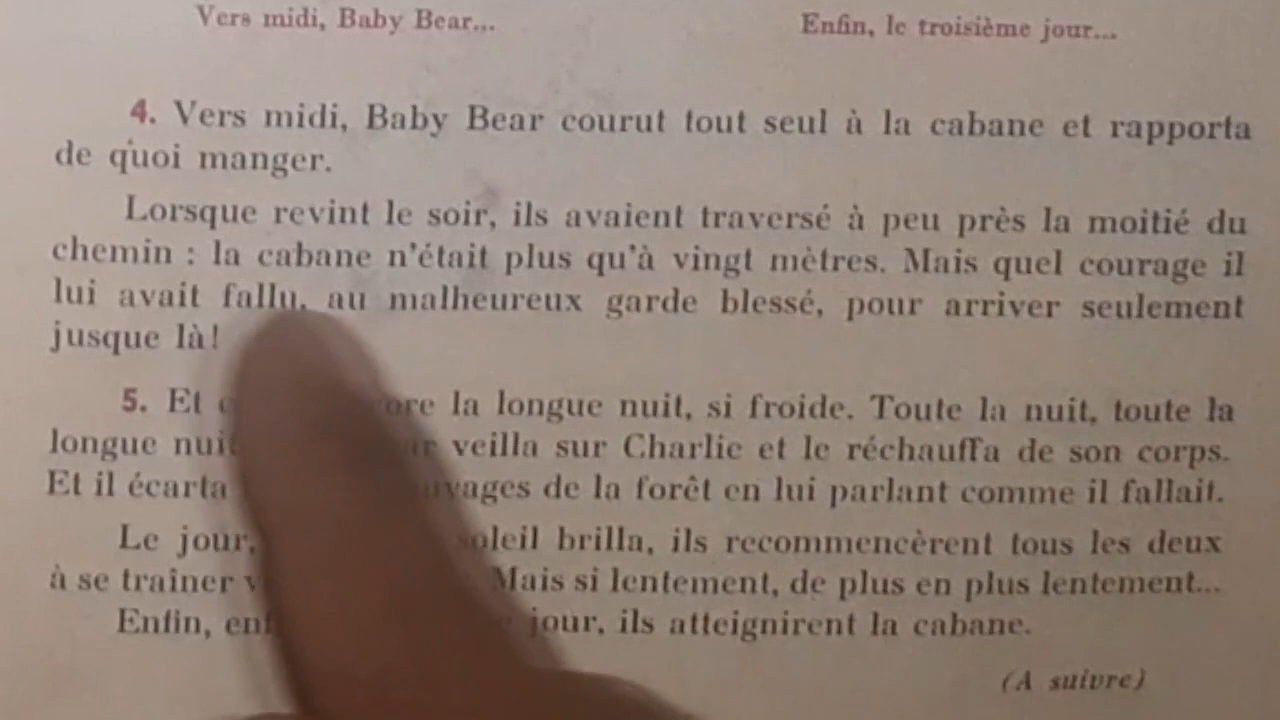 Vers midi, Baby Bear...
Enfin, le troisième jour...
4. Vers midi, Baby Bear courut tout seul à la cabane et rapporta
de quoi manger.
Lorsque revint le soir, ils avaient traversé à peu près la moitié du
chemin : la cabane n'était plus qu'à vingt mètres. Mais quel courage il
lui avait fallu, au malheureux garde blessé, pour arriver seulement
jusque là!
5. Et la longue nuit, si froide. Toute la nuit, toute la
longue nuit veilla sur Charlie et le réchauffa de son corps.
Et il écarta de la forêt en lui parlant comme il fallait.
Le jour, soleil brilla, ils recommencèrent tous les deux
à se traîner Mais si lentement, de plus en plus lentement...
Enfin, jour, ils atteignirent la cabane.
(A suivre)